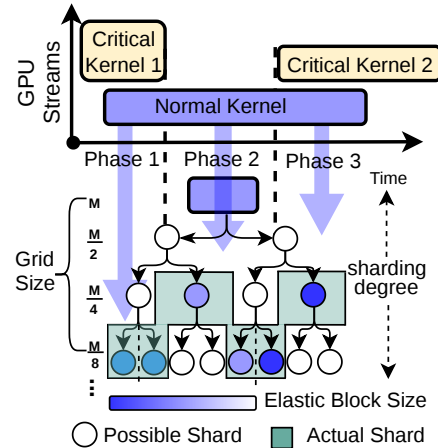 Critical
Kernel 1
Critical Kernel 2
GPU
Streams
Normal Kernel
Phase 1
Phase 2
Phase 3
Time
M
M/2
Grid
Size
M/4
M/8
...
sharding
degree
Elastic Block Size
Possible Shard
Actual Shard